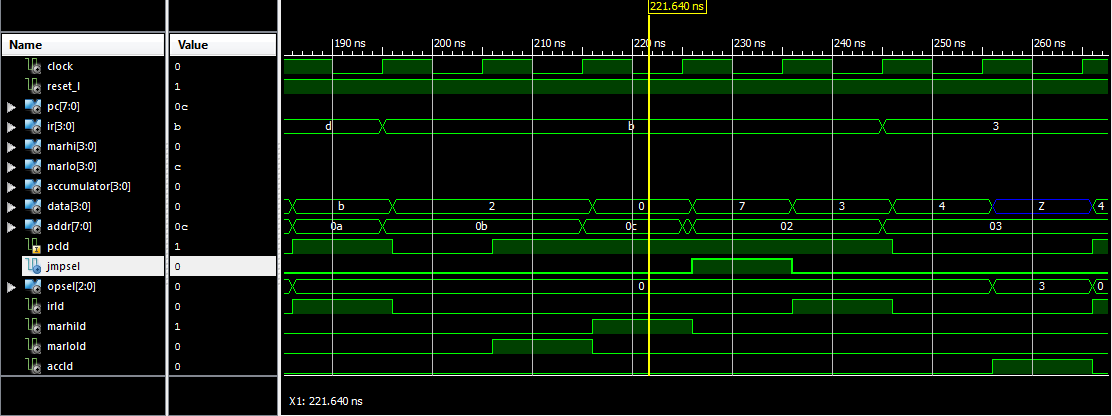 221.640 ns
Name Value
190 ns 200 ns 210 ns 220 ns 230 ns 240 ns 250 ns 260 ns
clock 0
reset_l 1
pc[7:0] 0c
ir[3:0] b d b 3
marhi[3:0] 0
marlo[3:0] c
accumulator[3:0] 0
data[3:0] 0 b 2 0 7 3 4 Z 4
addr[7:0] 0c 0a 0b 0c 02 03
pcld 1
jmpsel 0
opsel[2:0] 0 0 3 0
irld 0
marhild 1
marlold 0
accld 0
X1: 221.640 ns